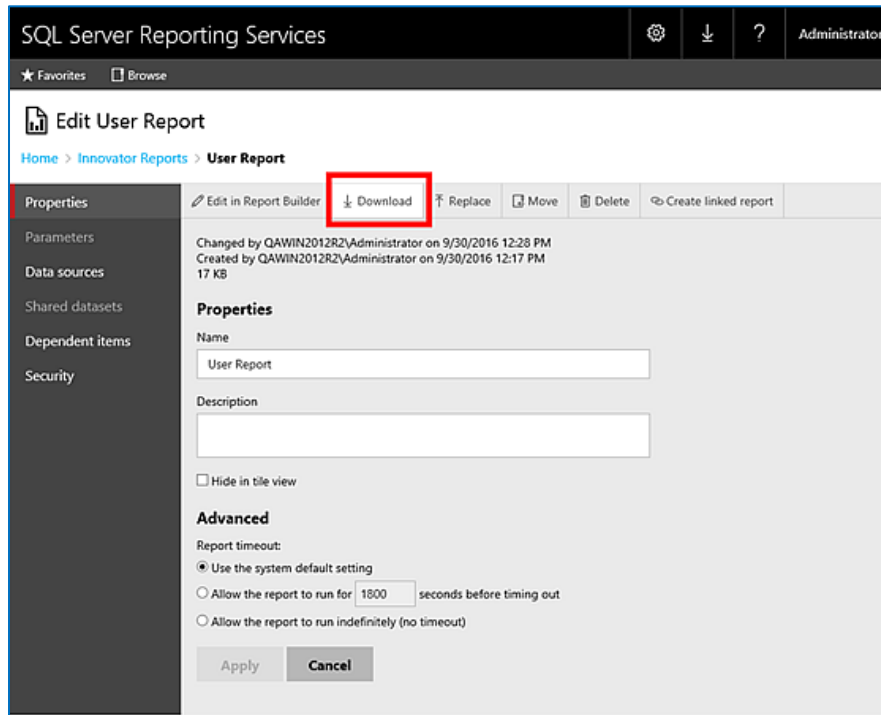 SQL Server Reporting Services
?
Administrator
Favorites Browse
Edit User Report
Home > Innovator Reports > User Report
Properties
Parameters
Data sources
Shared datasets
Dependent items
Security
Edit in Report Builder Download Replace Move Delete Create linked report
Changed by QAWIN2012R2\Administrator on 9/30/2016 12:28 PM
Created by QAWIN2012R2\Administrator on 9/30/2016 12:17 PM
17 KB
Properties
Name
User Report
Description
Hide in tile view
Advanced
Report timeout:
Use the system default setting
Allow the report to run for 1800 seconds before timing out
Allow the report to run indefinitely (no timeout)
Apply Cancel